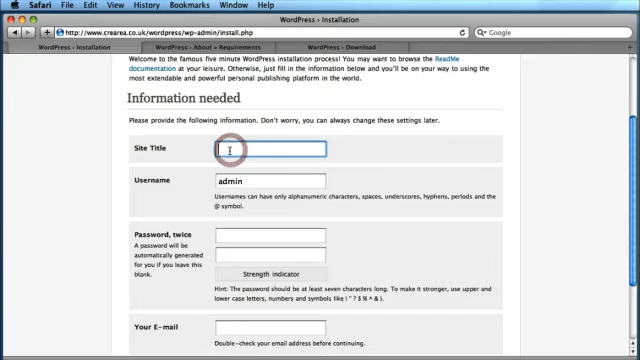 Safari File Edit View History Bookmarks Window Help
WordPress › Installation
http://www.crearea.co.uk/wordpress/wp-admin/install.php
Google
WordPress › Installation
WordPress › About » Requirements
WordPress › Download
Welcome to the famous five minute WordPress installation process! You may want to browse the ReadMe
documentation at your leisure. Otherwise, just fill in the information below and you'll be on your way to using the
most extendable and powerful personal publishing platform in the world.
Information needed
Please provide the following information. Don't worry, you can always change these settings later.
Site Title
Username
admin
Usernames can have only alphanumeric characters, spaces, underscores, hyphens, periods and the
@ symbol.
Password, twice
A password will be
automatically generated
for you if you leave this
blank.
Strength indicator
Hint: The password should be at least seven characters long. To make it stronger, use upper and
lower case letters, numbers and symbols like ! " ? $ % ^ & ).
Your E-mail
Double-check your email address before continuing.